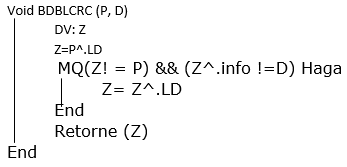 Void BDBLCRC (P, D)
DV: Z
Z=P^.LD
MQ(Z! = P) && (Z^.info !=D) Haga
Z= Z^.LD
End
Retorne (Z)
End